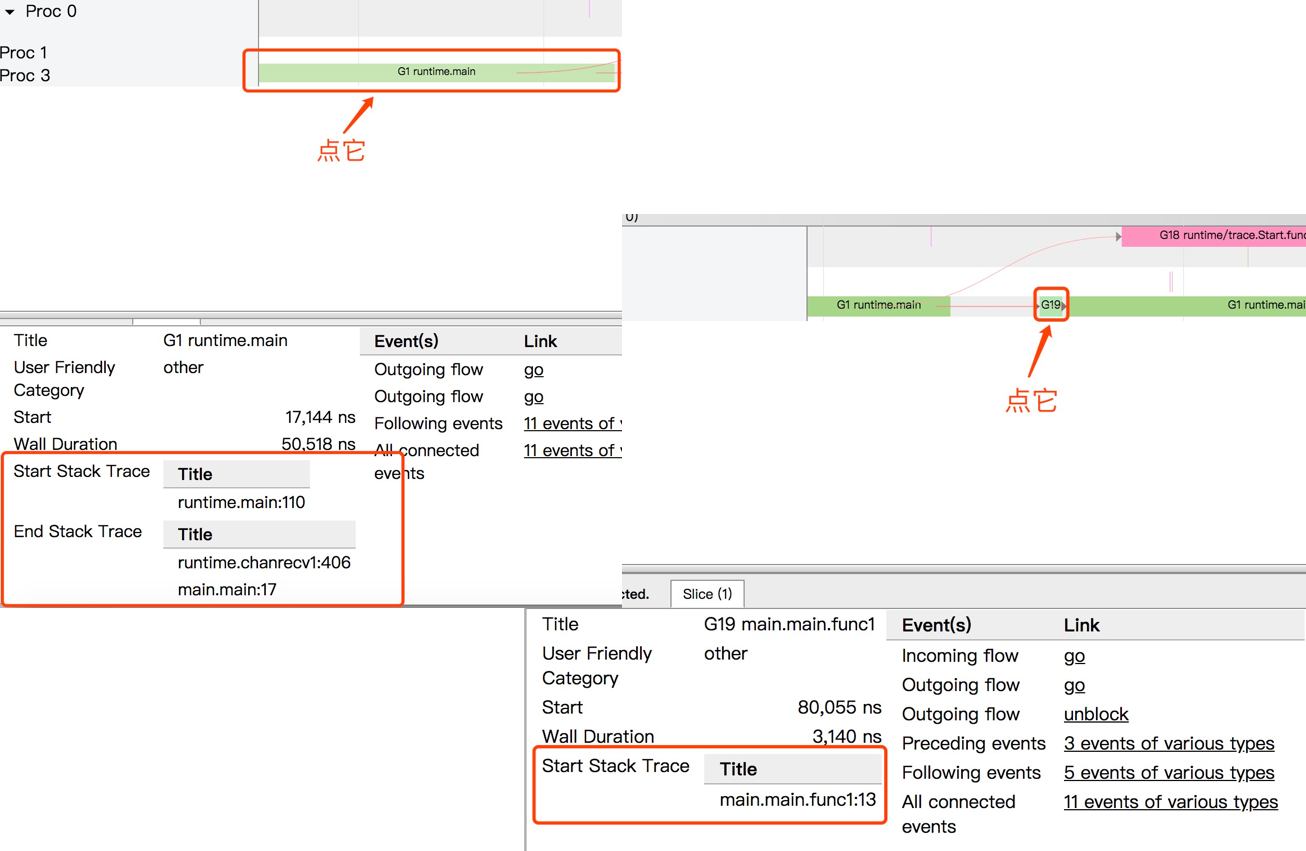 Proc 0
Proc 1
Proc 3
G1 runtime.main
点它
Title G1 runtime.main
User Friendly Category other
Start 17,144 ns
Wall Duration 50,518 ns
Start Stack Trace Title
runtime.main:110
End Stack Trace Title
runtime.chanrecv1:406
main.main:17
Event(s) Link
Outgoing flow go
Outgoing flow go
Following events 11 events of
All connected events 11 events of
G18 runtime/trace.Start.func
G1 runtime.main
G19
G1 runtime.mai
点它
cted.
Slice (1)
Title G19 main.main.func1
User Friendly Category other
Start 80,055 ns
Wall Duration 3,140 ns
Start Stack Trace Title
main.main.func1:13
Event(s) Link
Incoming flow go
Outgoing flow go
Outgoing flow unblock
Preceding events 3 events of various types
Following events 5 events of various types
All connected events 11 events of various types